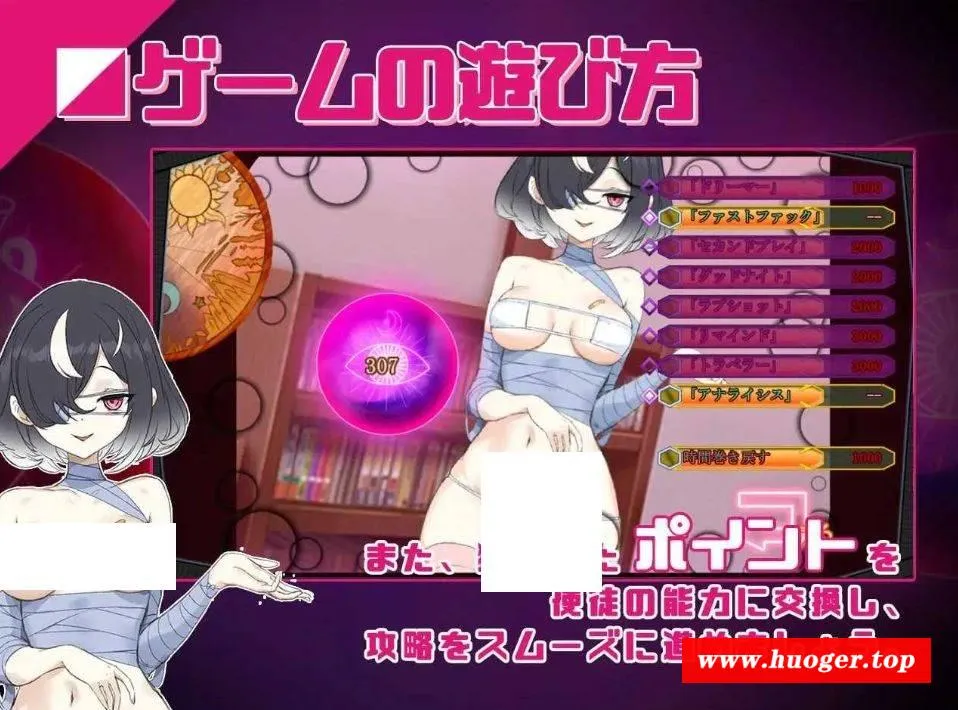 ゲームの遊び方
『ドリーマー』 1000
『ファストファック』 --
『セカンドプレイ』 2000
『グッドナイト』 2000
『ラブショット』 2000
『リマインド』 3000
『トラベラー』 3000
『アナライシス』 --
時間巻き戻す 1000
307
また、 た ポイント を
使徒の能力に交換し、
攻略をスムーズに
www.huoger.top